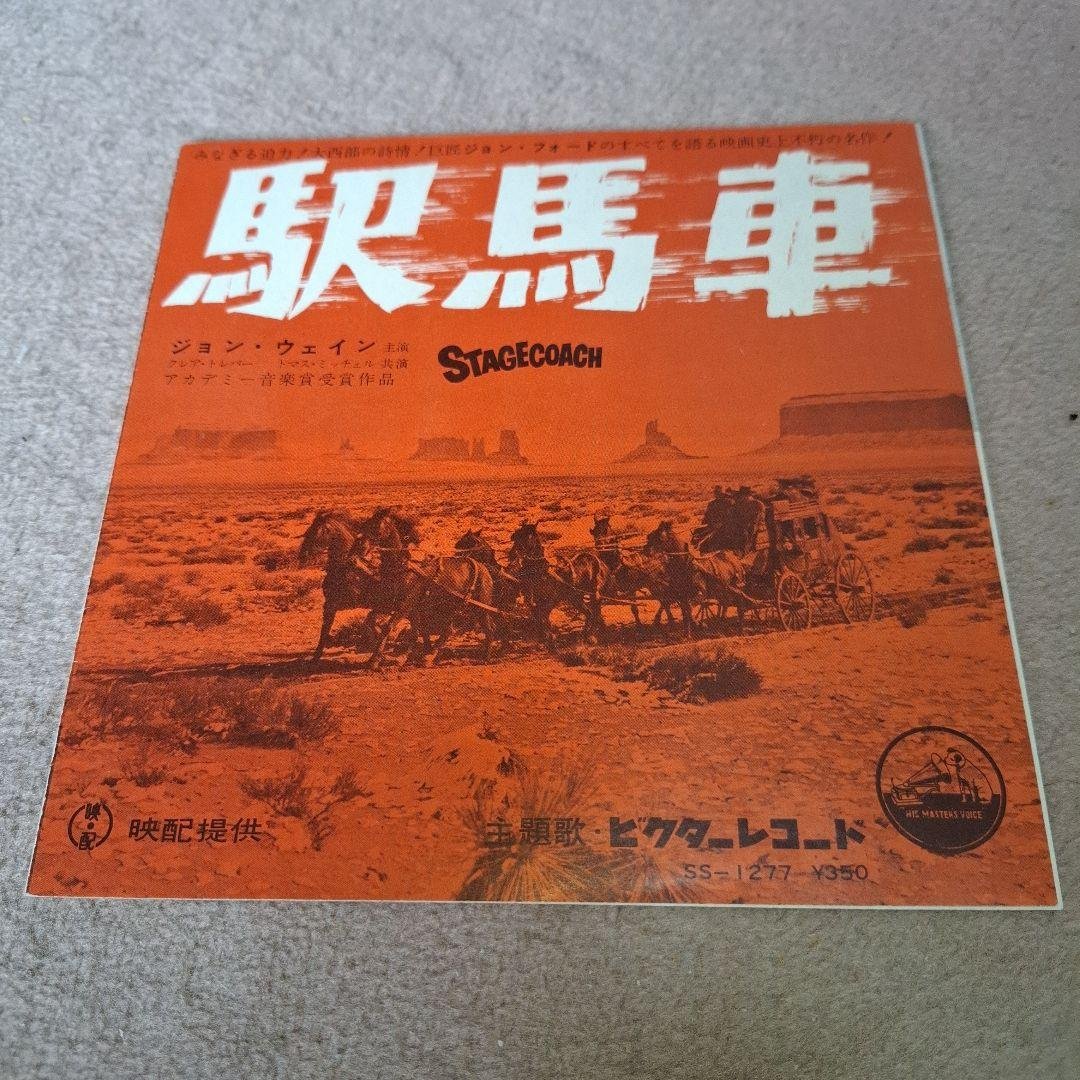 みなぎる迫力！大西部の詩情！巨匠ジョン・フォードのすべてを語る映画史上不朽の名作！
駅馬車
ジョン・ウェイン 主演
クレア・トレバー トマス・ミッチェル 共演
アカデミー音楽賞受賞作品
STAGECOACH
映・配 映配提供
主題歌・ビクターレコード
SS-1277 ¥350
HIS MASTERS VOICE